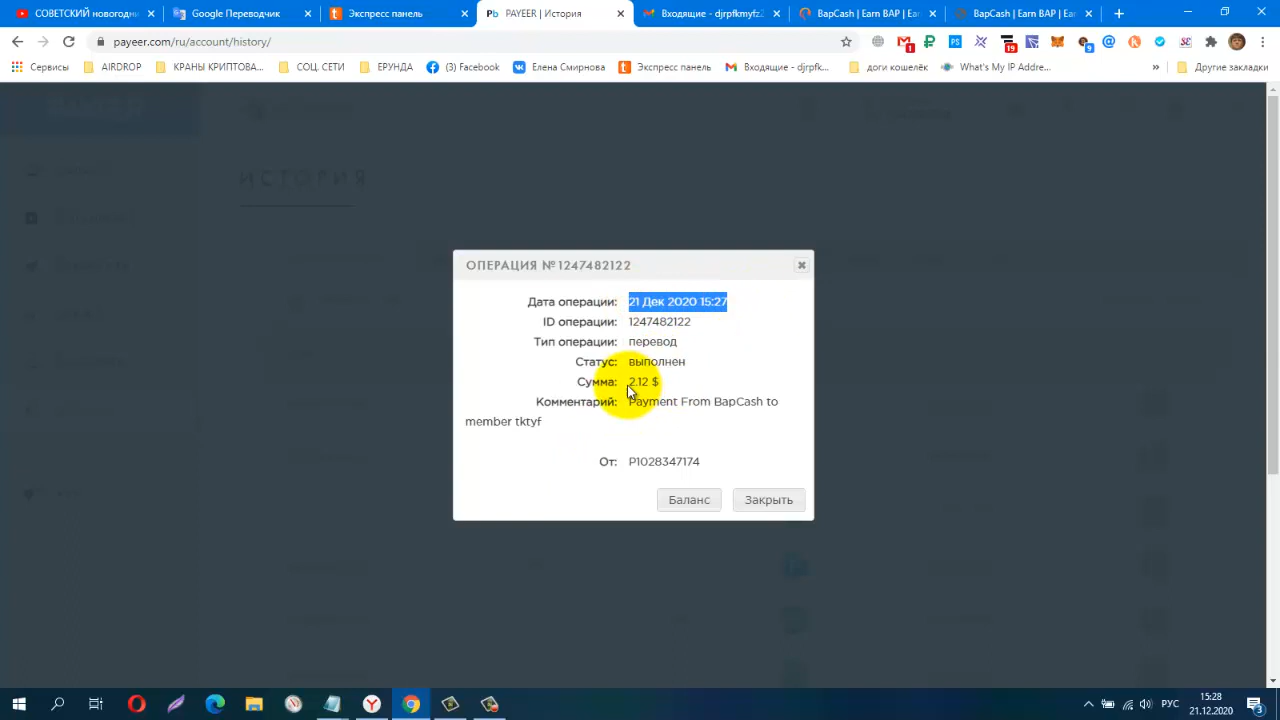 СОВЕТСКИЙ новогодн
Google Переводчик
Экспресс панель
PAYEER | История
Входящие - djrpfkmyfz2
BapCash | Earn BAP | Ear
BapCash | Earn BAP | Ear
payeer.com/ru/account/history/
Сервисы
AIRDROP
КРАНЫ КРИПТОВА...
СОЦ. СЕТИ
ЕРУНДА
(3) Facebook
Елена Смирнова
Экспресс панель
Входящие - djrpfk...
доги кошелёк
What's My IP Addre...
»
Другие закладки
ИСТОРИЯ
ОПЕРАЦИЯ №1247482122
Дата операции: 21 Дек 2020 15:27
ID операции: 1247482122
Тип операции: перевод
Статус: выполнен
Сумма: 2.12 $
Комментарий: Payment From BapCash to
member tktyf
От: P1028347174
Баланс
Закрыть
РУС
15:28
21.12.2020